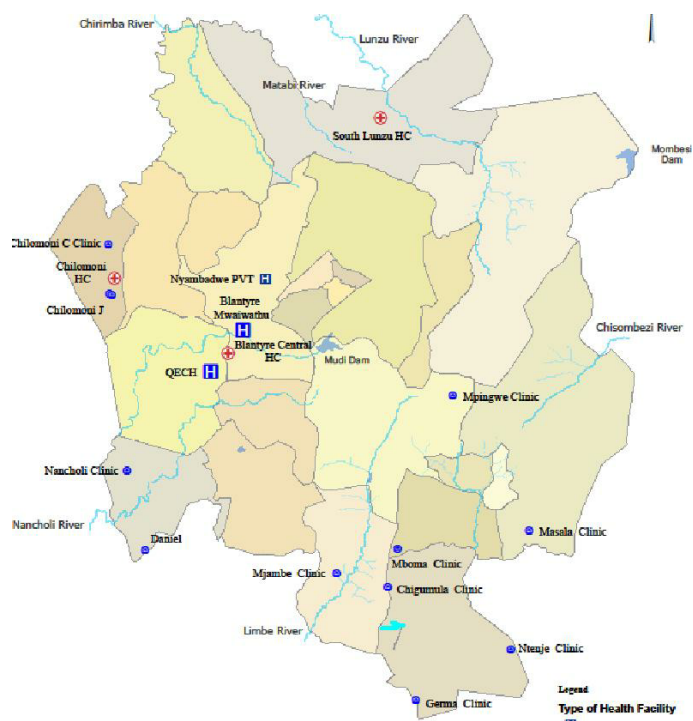 Chirimba River
Lunzu River
Matabi River
South Lunzu HC
Mombesi
Dam
Chilomoni C Clinic
Chilomoni
HC
Chilomoni J
Nyambadwe PVT H
Blantyre
Mwaiwathu
H
Blantyre Central
HC
Mudi Dam
QECH H
Chisombezi River
Mpingwe Clinic
Nancholi Clinic
Nancholi River
Daniel
Masala Clinic
Mboma Clinic
Mjambe Clinic
Chigumula Clinic
Limbe River
Ntenje Clinic
Germa Clinic
Legend
Type of Health Facility